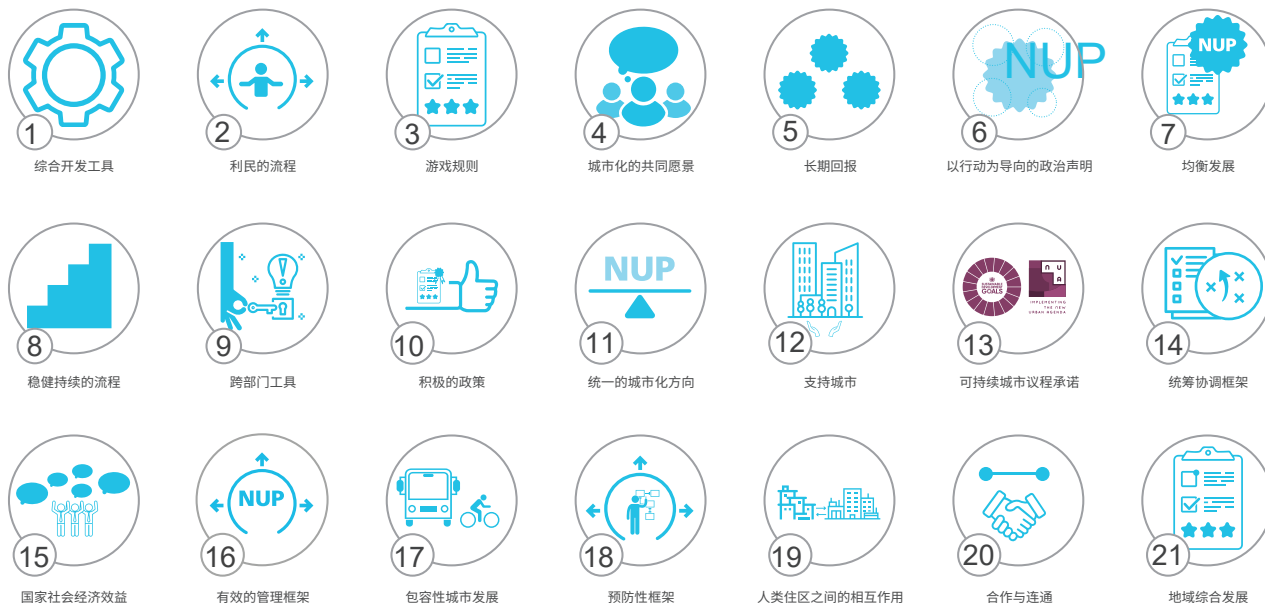 1
综合开发工具
2
利民的流程
3
游戏规则
4
城市化的共同愿景
5
长期回报
NUP
6
以行动为导向的政治声明
NUP
7
均衡发展
8
稳健持续的流程
9
跨部门工具
10
积极的政策
NUP
11
统一的城市化方向
12
支持城市
SUSTAINABLE
DEVELOPMENT
GOALS
N U
U A
IMPLEMENTING
THE NEW
URBAN AGENDA
13
可持续城市议程承诺
14
统筹协调框架
15
国家社会经济效益
NUP
16
有效的管理框架
17
包容性城市发展
18
预防性框架
19
人类住区之间的相互作用
20
合作与连通
21
地域综合发展